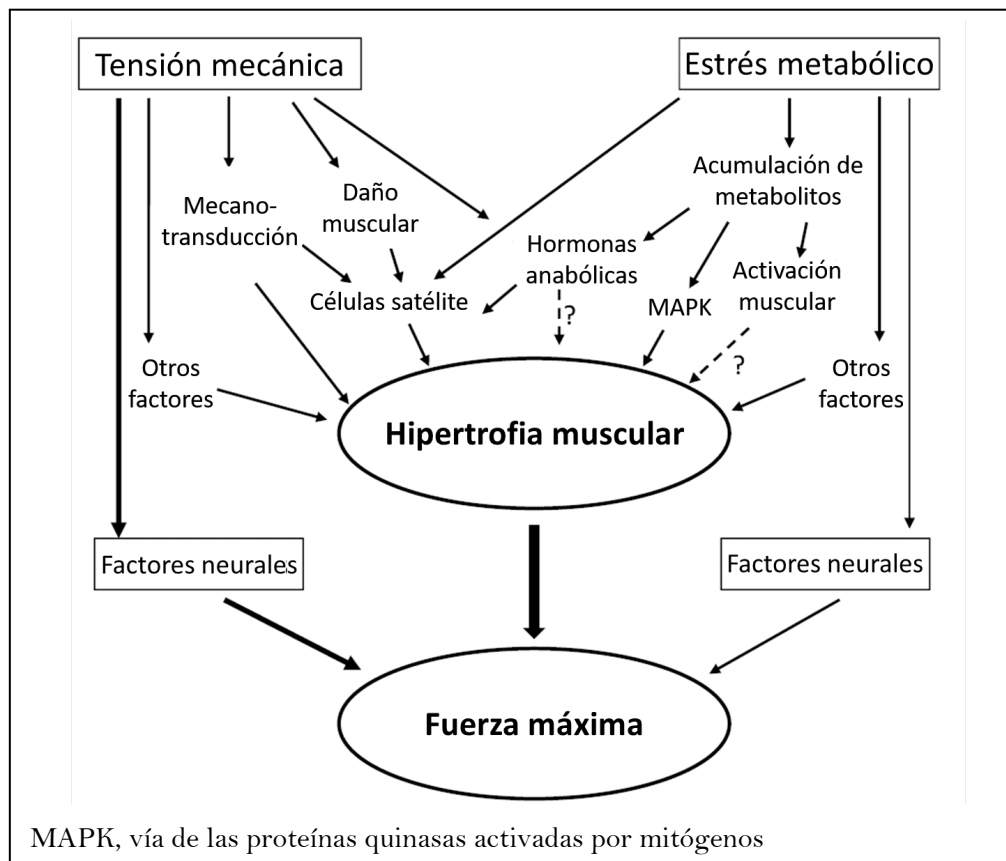 Tensión mecánica
Estrés metabólico
Mecano-
transducción
Daño
muscular
Acumulación de
metabolitos
Hormonas
anabólicas
Activación
muscular
Células satélite
MAPK
?
?
Otros
factores
Otros
factores
Hipertrofia muscular
Factores neurales
Factores neurales
Fuerza máxima
MAPK, vía de las proteínas quinasas activadas por mitógenos